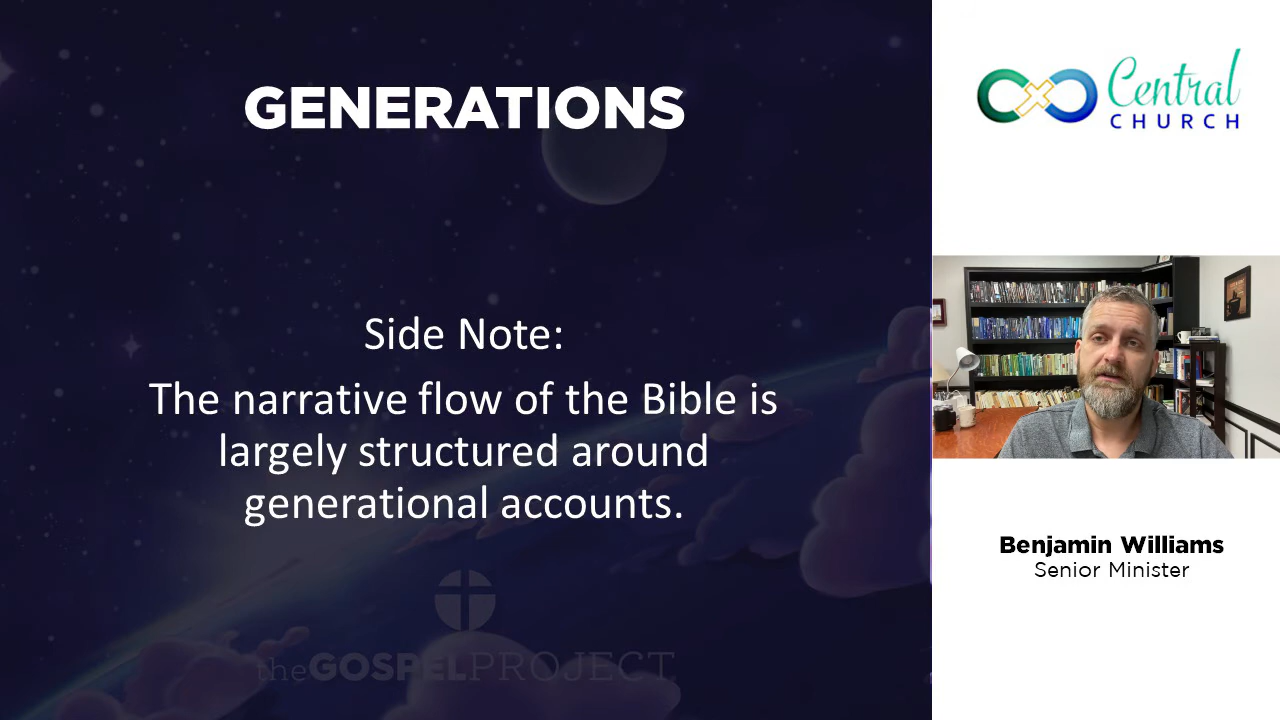 GENERATIONS
Side Note:
The narrative flow of the Bible is
largely structured around
generational accounts.
theGOSPELPROJECT
Central
CHURCH
Benjamin Williams
Senior Minister